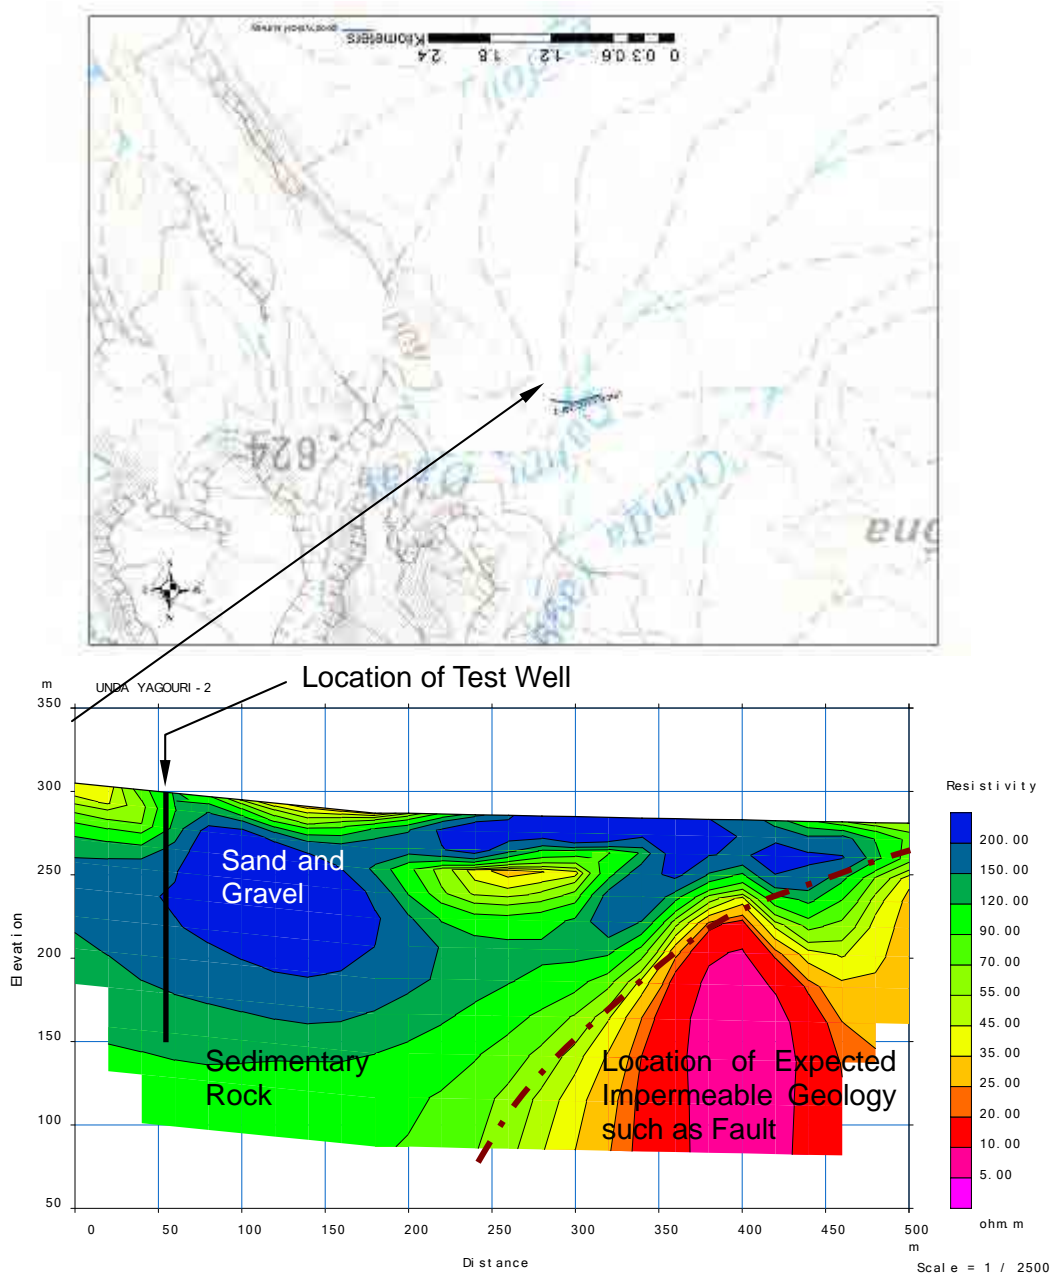 geophysical survey
Kilometers
2.4 1.8 1.2 0.6 0.3 0
.624
Ounga
Location of Test Well
m
UNDA YAGOURI - 2
350
300
250
200
150
100
50
Elevation
Sand and
Gravel
Sedimentary
Rock
Location of Expected
Impermeable Geology
such as Fault
0 50 100 150 200 250 300 350 400 450 500
m
Distance
Resistivity
200.00
150.00
120.00
90.00
70.00
55.00
45.00
35.00
25.00
20.00
10.00
5.00
ohm.m
Scale = 1 / 2500